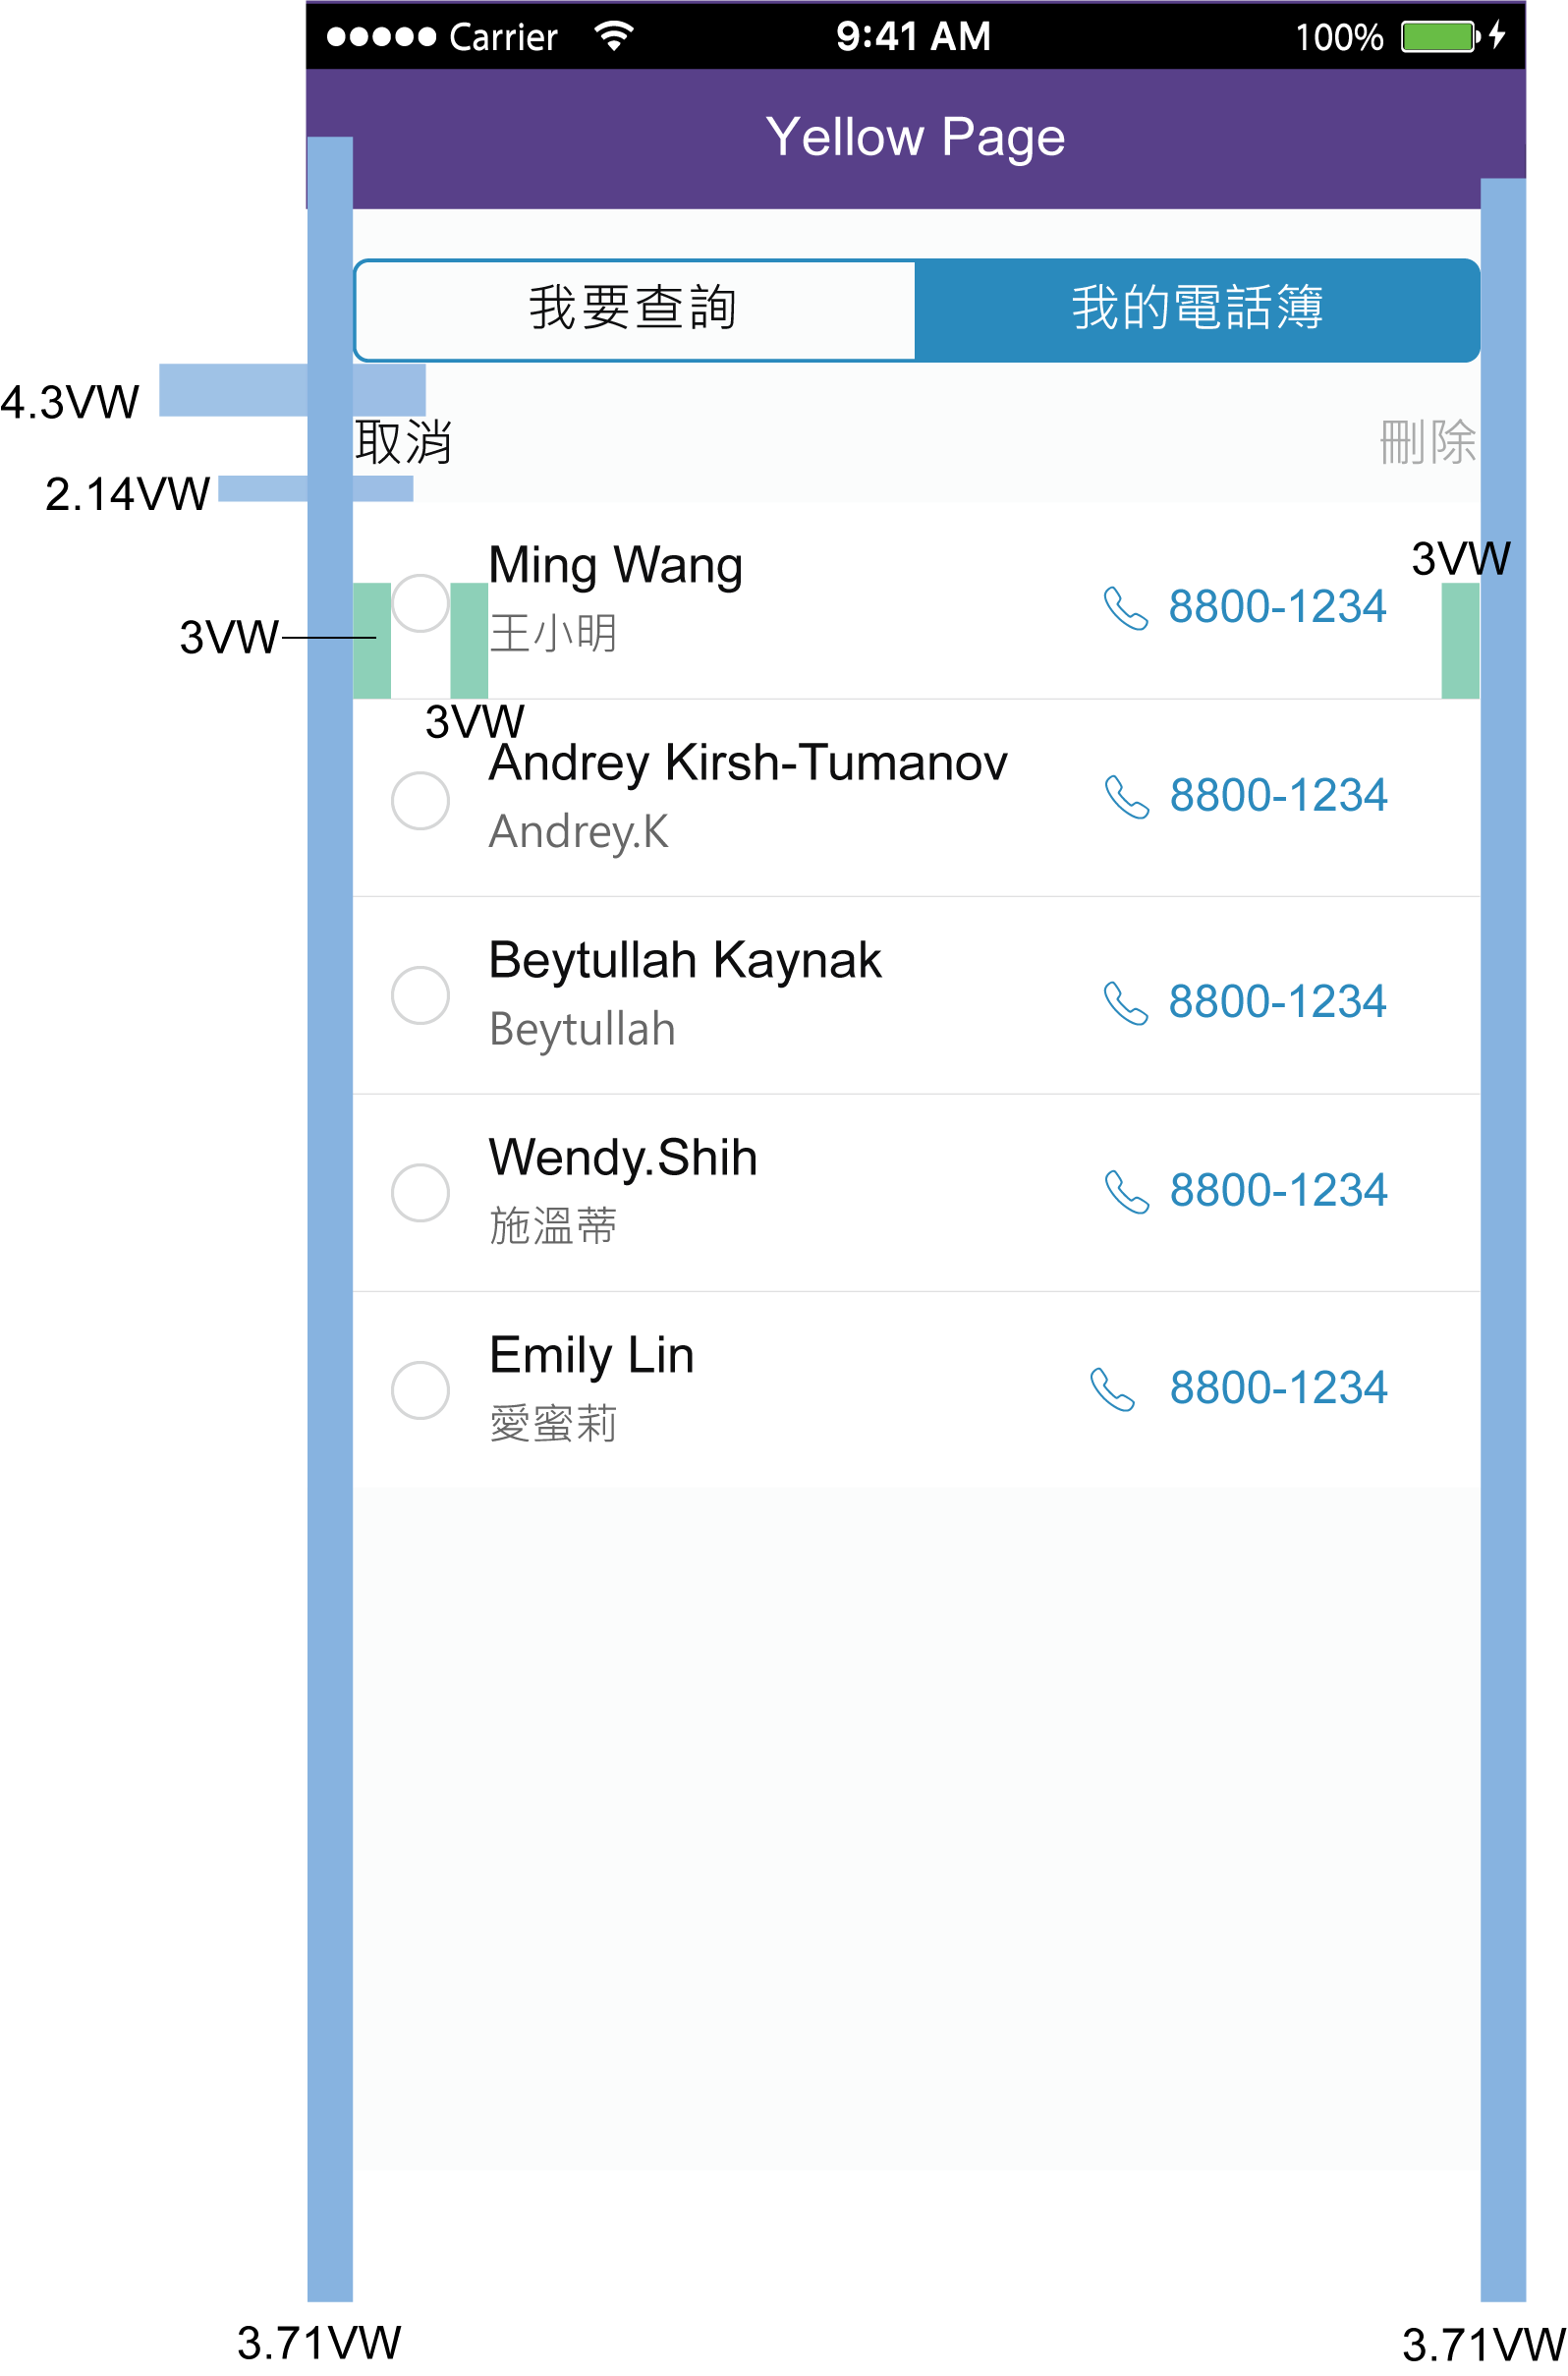 Carrier 9:41 AM 100%
Yellow Page
我要查詢 我的電話簿
4.3VW
取消 刪除
2.14VW
Ming Wang
王小明
8800-1234
3VW
3VW
3VW
Andrey Kirsh-Tumanov
Andrey.K
8800-1234
Beytullah Kaynak
Beytullah
8800-1234
Wendy.Shih
施溫蒂
8800-1234
Emily Lin
愛蜜莉
8800-1234
3.71VW 3.71VW